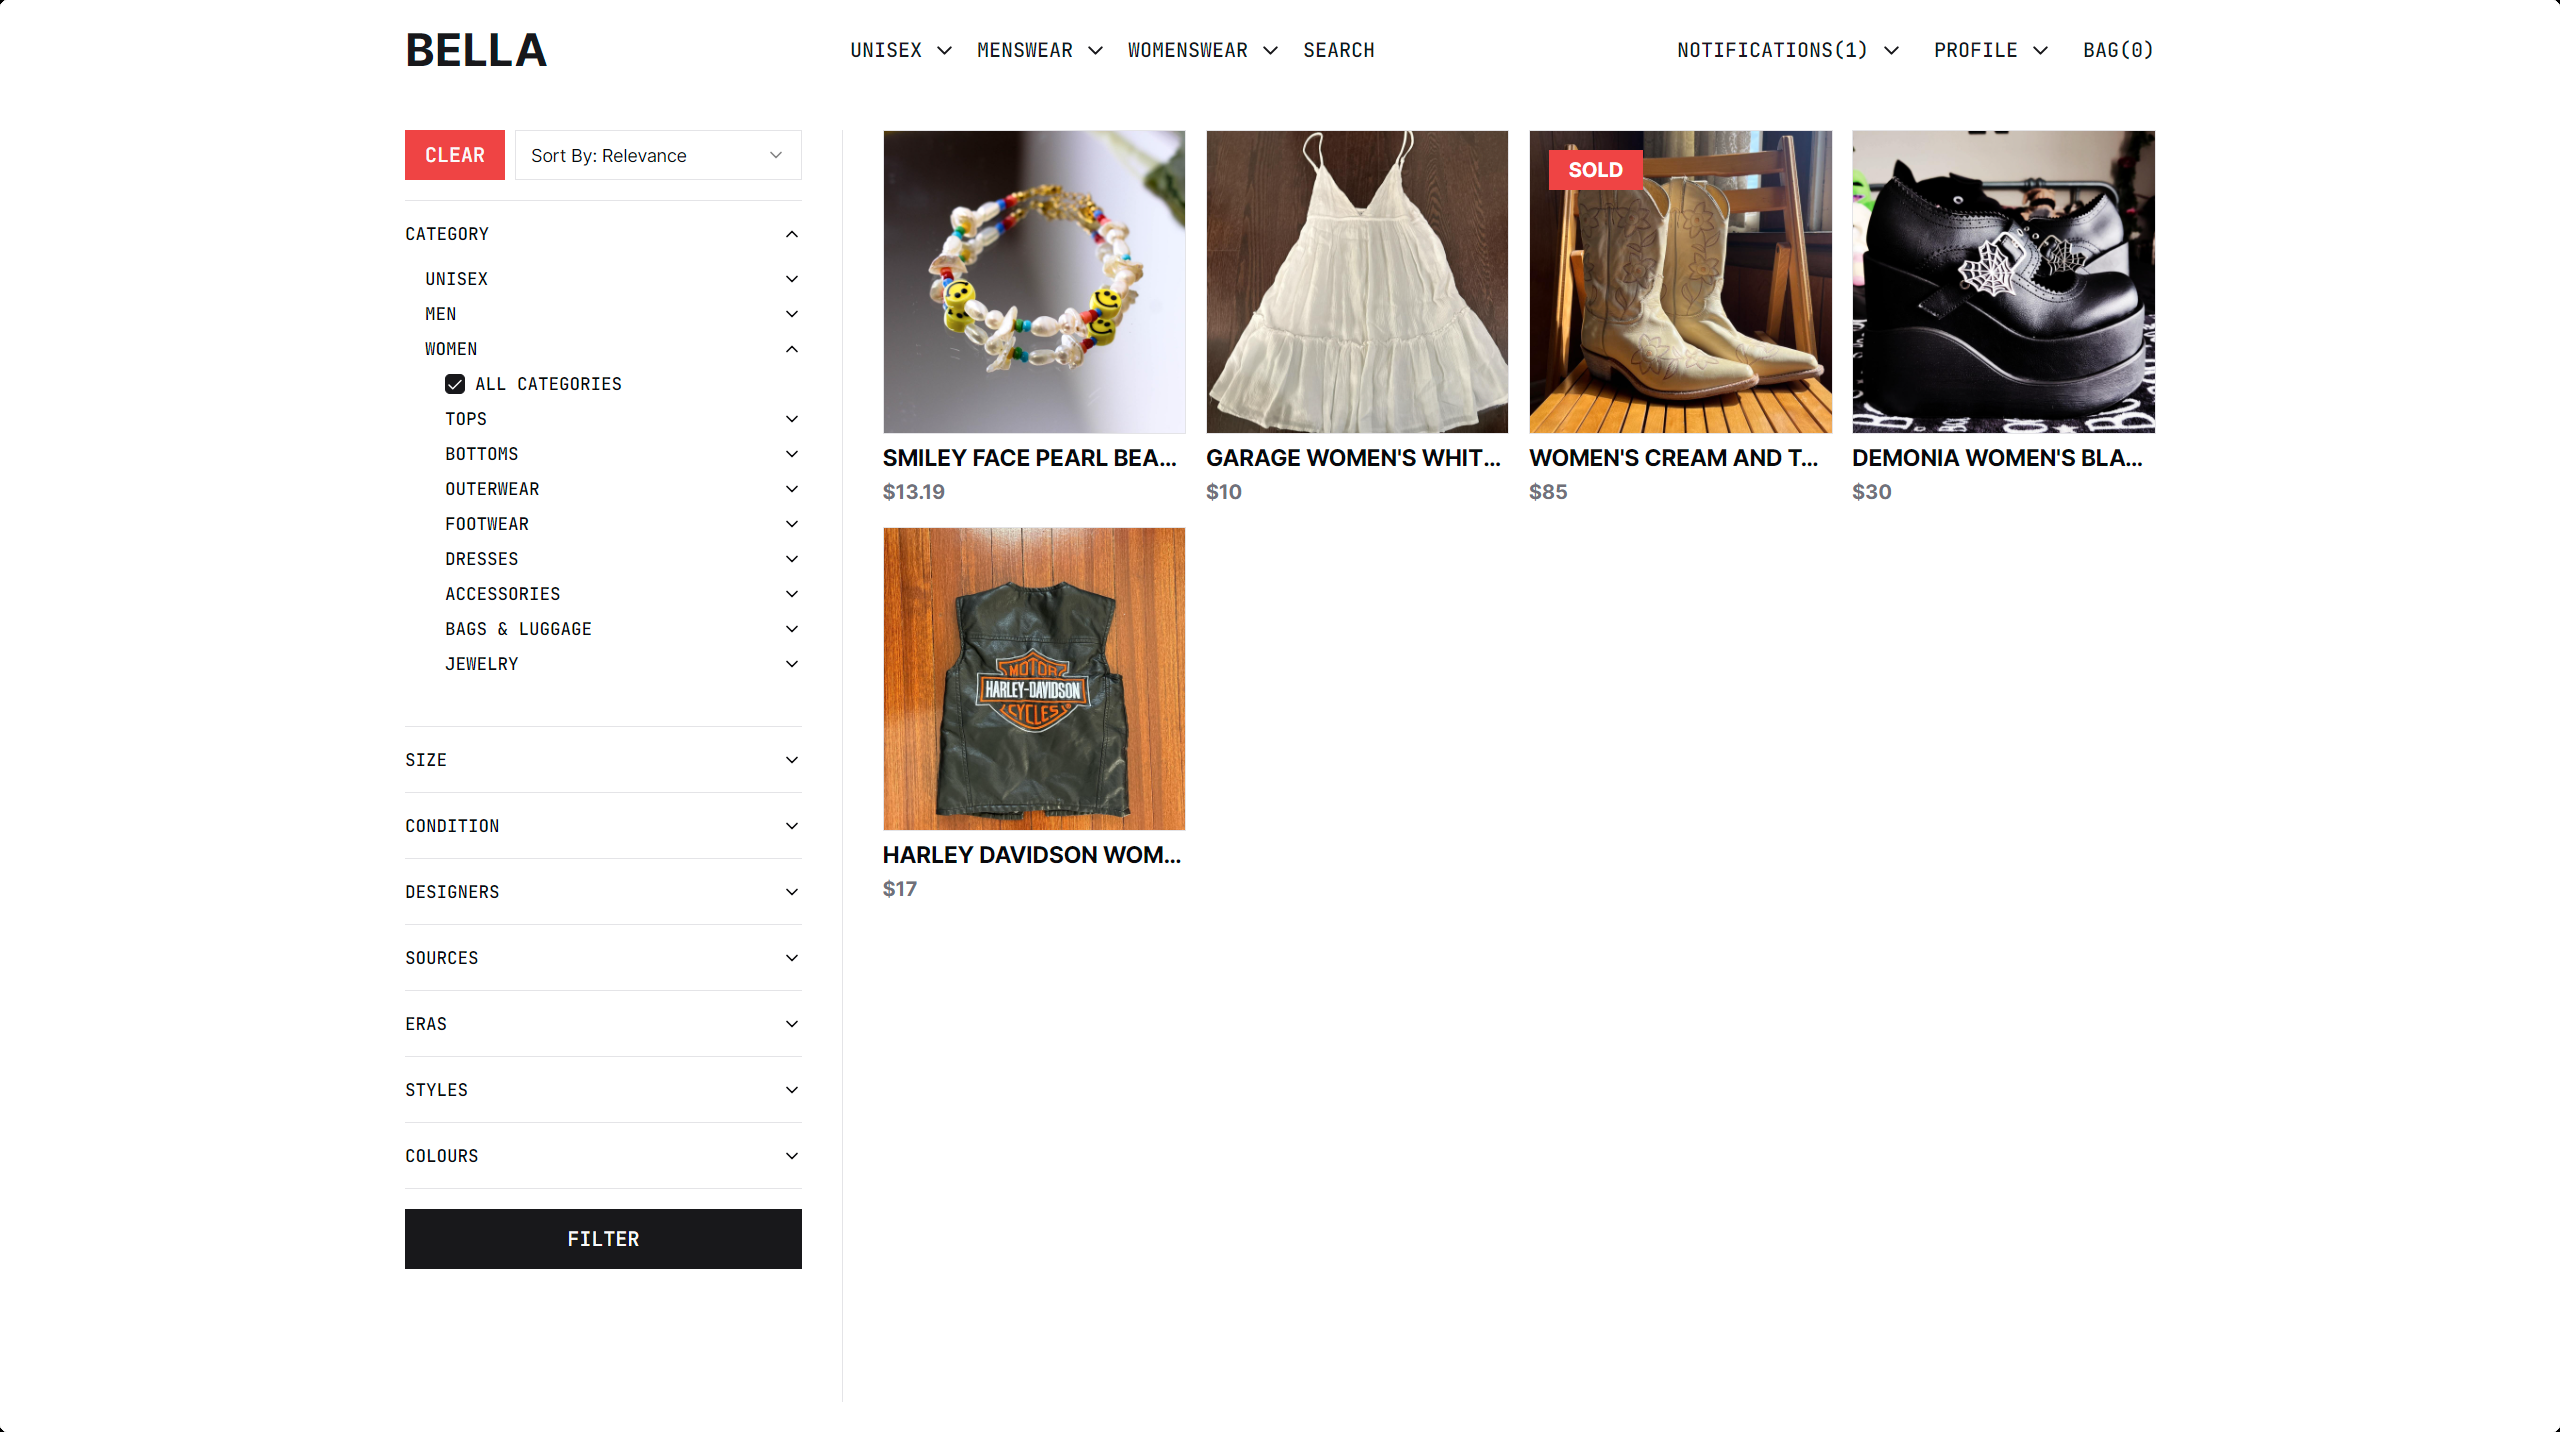 BELLA
UNISEX
MENSWEAR
WOMENSWEAR
SEARCH
NOTIFICATIONS(1)
PROFILE
BAG(0)
CLEAR
Sort By: Relevance
CATEGORY
UNISEX
MEN
WOMEN
ALL CATEGORIES
TOPS
BOTTOMS
OUTERWEAR
FOOTWEAR
DRESSES
ACCESSORIES
BAGS & LUGGAGE
JEWELRY
SIZE
CONDITION
DESIGNERS
SOURCES
ERAS
STYLES
COLOURS
FILTER
SMILEY FACE PEARL BEA...
$13.19
GARAGE WOMEN'S WHIT...
$10
SOLD
WOMEN'S CREAM AND T...
$85
DEMONIA WOMEN'S BLA...
$30
MOTOR
HARLEY-DAVIDSON
CYCLES
HARLEY DAVIDSON WOM...
$17